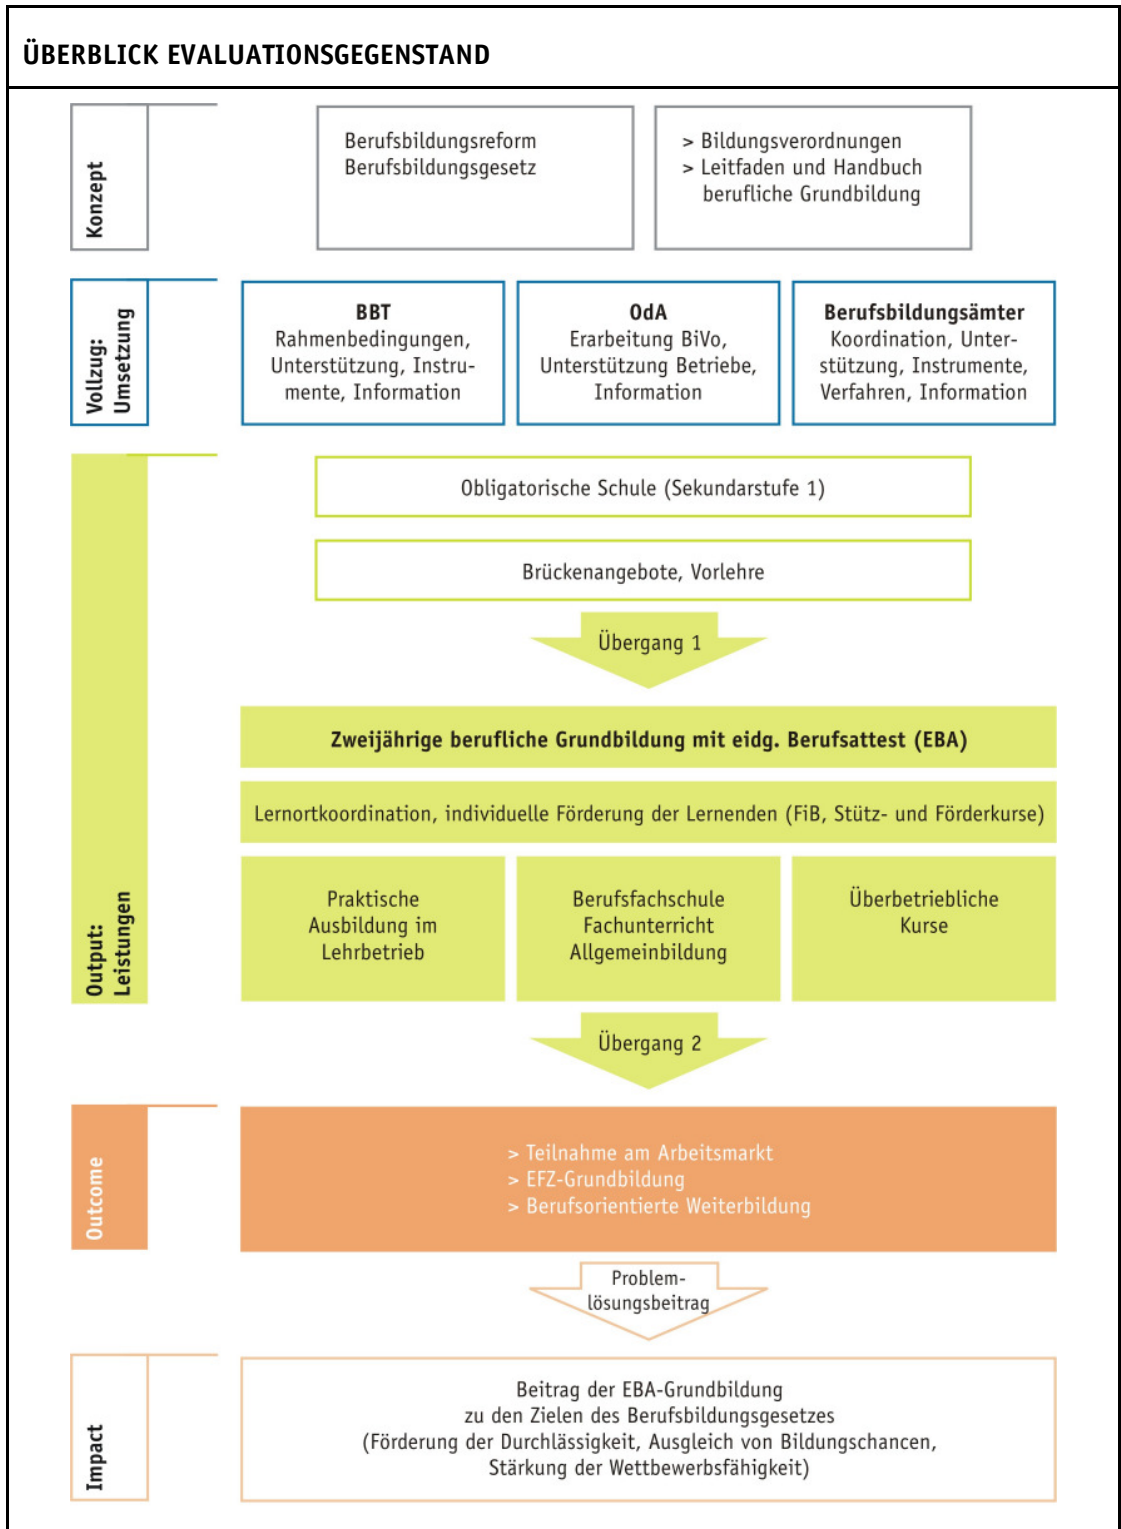 ÜBERBLICK EVALUATIONSGEGENSTAND
Konzept
Berufsbildungsreform
Berufsbildungsgesetz
> Bildungsverordnungen
> Leitfaden und Handbuch
berufliche Grundbildung
Vollzug:
Umsetzung
BBT
Rahmenbedingungen,
Unterstützung, Instru-
mente, Information
OdA
Erarbeitung BiVo,
Unterstützung Betriebe,
Information
Berufsbildungsämter
Koordination, Unter-
stützung, Instrumente,
Verfahren, Information
Output:
Leistungen
Obligatorische Schule (Sekundarstufe 1)
Brückenangebote, Vorlehre
Übergang 1
Zweijährige berufliche Grundbildung mit eidg. Berufsattest (EBA)
Lernortkoordination, individuelle Förderung der Lernenden (FiB, Stütz- und Förderkurse)
Praktische
Ausbildung im
Lehrbetrieb
Berufsfachschule
Fachunterricht
Allgemeinbildung
Überbetriebliche
Kurse
Übergang 2
Outcome
> Teilnahme am Arbeitsmarkt
> EFZ-Grundbildung
> Berufsorientierte Weiterbildung
Problem-
lösungsbeitrag
Impact
Beitrag der EBA-Grundbildung
zu den Zielen des Berufsbildungsgesetzes
(Förderung der Durchlässigkeit, Ausgleich von Bildungschancen,
Stärkung der Wettbewerbsfähigkeit)